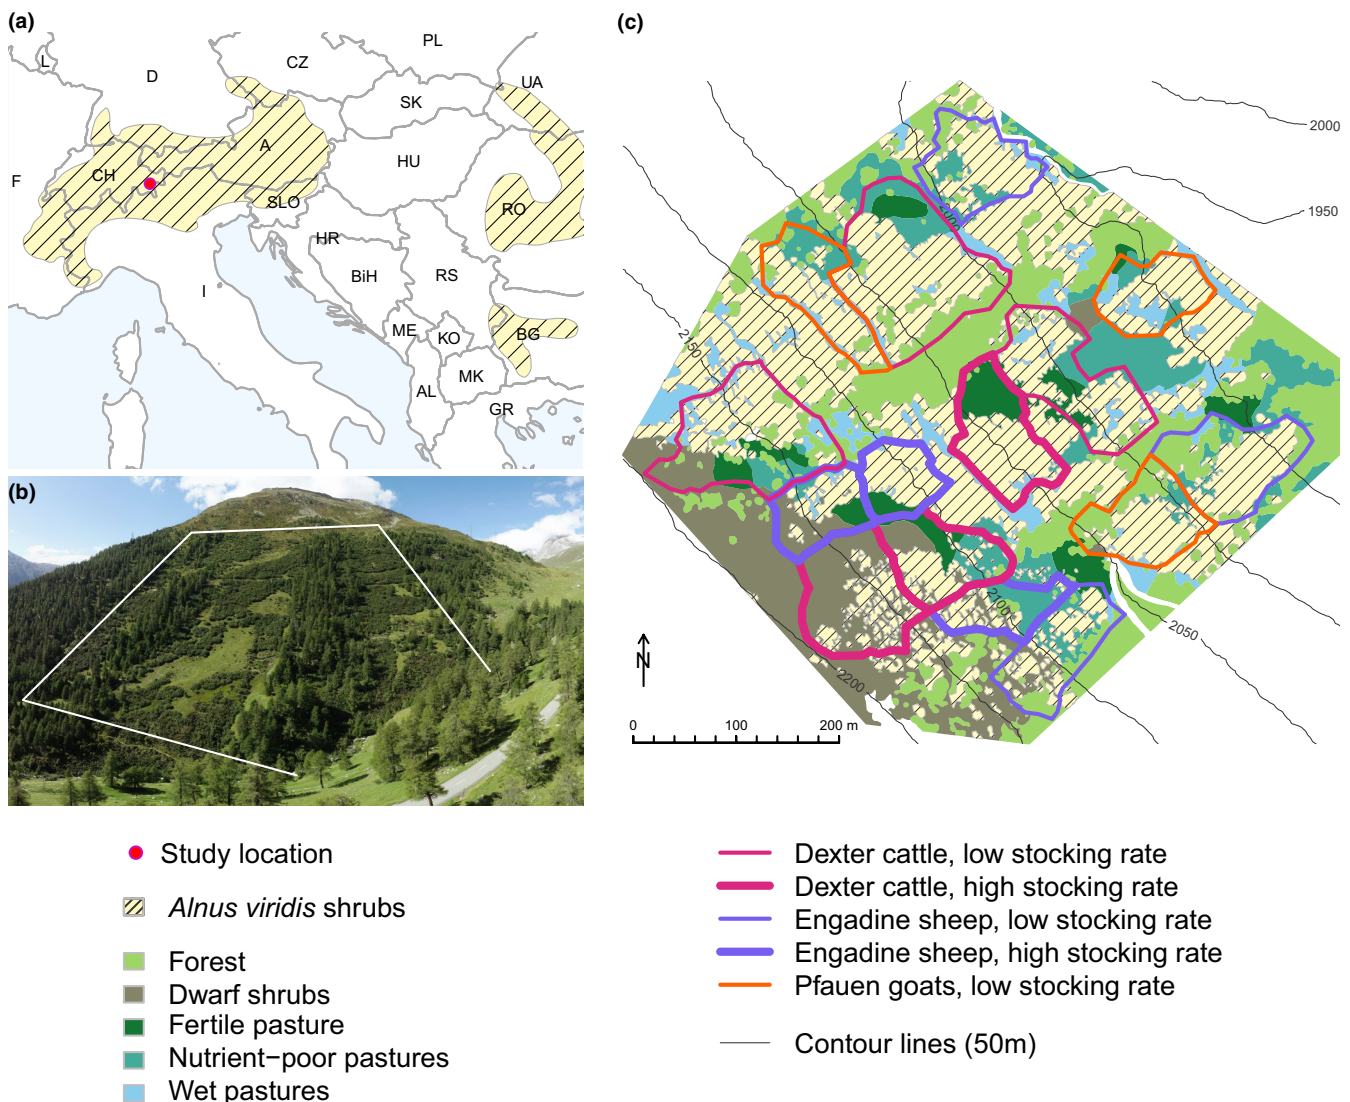 (a)
PL
L
D
CZ
UA
SK
A
HU
F
CH
SLO
RO
HR
BiH
RS
I
ME
KO
BG
MK
AL
GR
(b)
(c)
2000
1950
2000
2150
2100
2050
2200
N
0 100 200 m
Study location
Alnus viridis shrubs
Forest
Dwarf shrubs
Fertile pasture
Nutrient−poor pastures
Wet pastures
Dexter cattle, low stocking rate
Dexter cattle, high stocking rate
Engadine sheep, low stocking rate
Engadine sheep, high stocking rate
Pfauen goats, low stocking rate
Contour lines (50m)